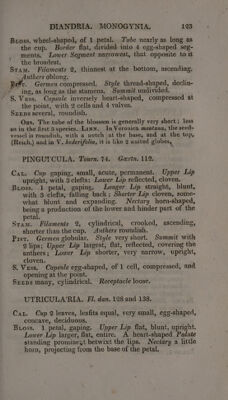 DIANDRIA. MONOGYNIA. 123
Bloss. wheel-shaped, of 1 petal. Tube nearly as long as
the cup. Border flat, divided into 4 egg-shaped seg-
ments. Lower Segment narrowest, that opposite to it
the broadest.
Stam. Filaments 2, thinnest at the bottom, ascending.
Anthers oblong.
Pist. Germen compressed. Style thread-shaped, declin-
ing, as long as the stamens. Summit undivided.
S. Vess. Capsule inversely heart-shaped, compressed at
the point, with 2 cells and 4 valves.
Seeds several, roundish.
Obs. The tube of the blossom is generally very short; less
so in the first 5 species. Linn. In Veronica montana, the seed-
vessel is roundish, with a notch at the base, and at the top,
(Reich.) and in V. hederifolia, it is like 2 united globes.
PINGUI'CULA. Tourn. 74. Gærtn. 112.
Cal. Cup gaping, small, acute, permanent. Upper Lip
upright, with 3 clefts: Lower Lip reflected, cloven.
Bloss. 1 petal, gaping. Longer Lip straight, blunt,
with 3 clefts, falling back: Shorter Lip cloven, some-
what blunt and expanding. Nectary horn-shaped,
being a production of the lower and hinder part of the
petal.
Stam. Filaments 2, cylindrical, crooked, ascending,
shorter than the cup. Anthers roundish.
Pist. Germen globular. Style very short. Summit with
2 lips; Upper Lip largest, flat, reflected, covering the
anthers; Lower Lip shorter, very narrow, upright,
cloven.
S. Vess. Capsule egg-shaped, of 1 cell, compressed, and
opening at the point.
Seeds many, cylindrical. Receptacle loose.
UTRICULA'RIA. Fl. dan. 128 and 138.
Cal. Cup 2 leaves, leafits equal, very small, egg-shaped,
concave, deciduous.
Bloss. 1 petal, gaping. Upper Lip flat, blunt, upright.
Lower Lip larger, flat, entire. A heart-shaped Palate
standing prominent betwixt the lips. Nectary a little
horn, projecting from the base of the petal.